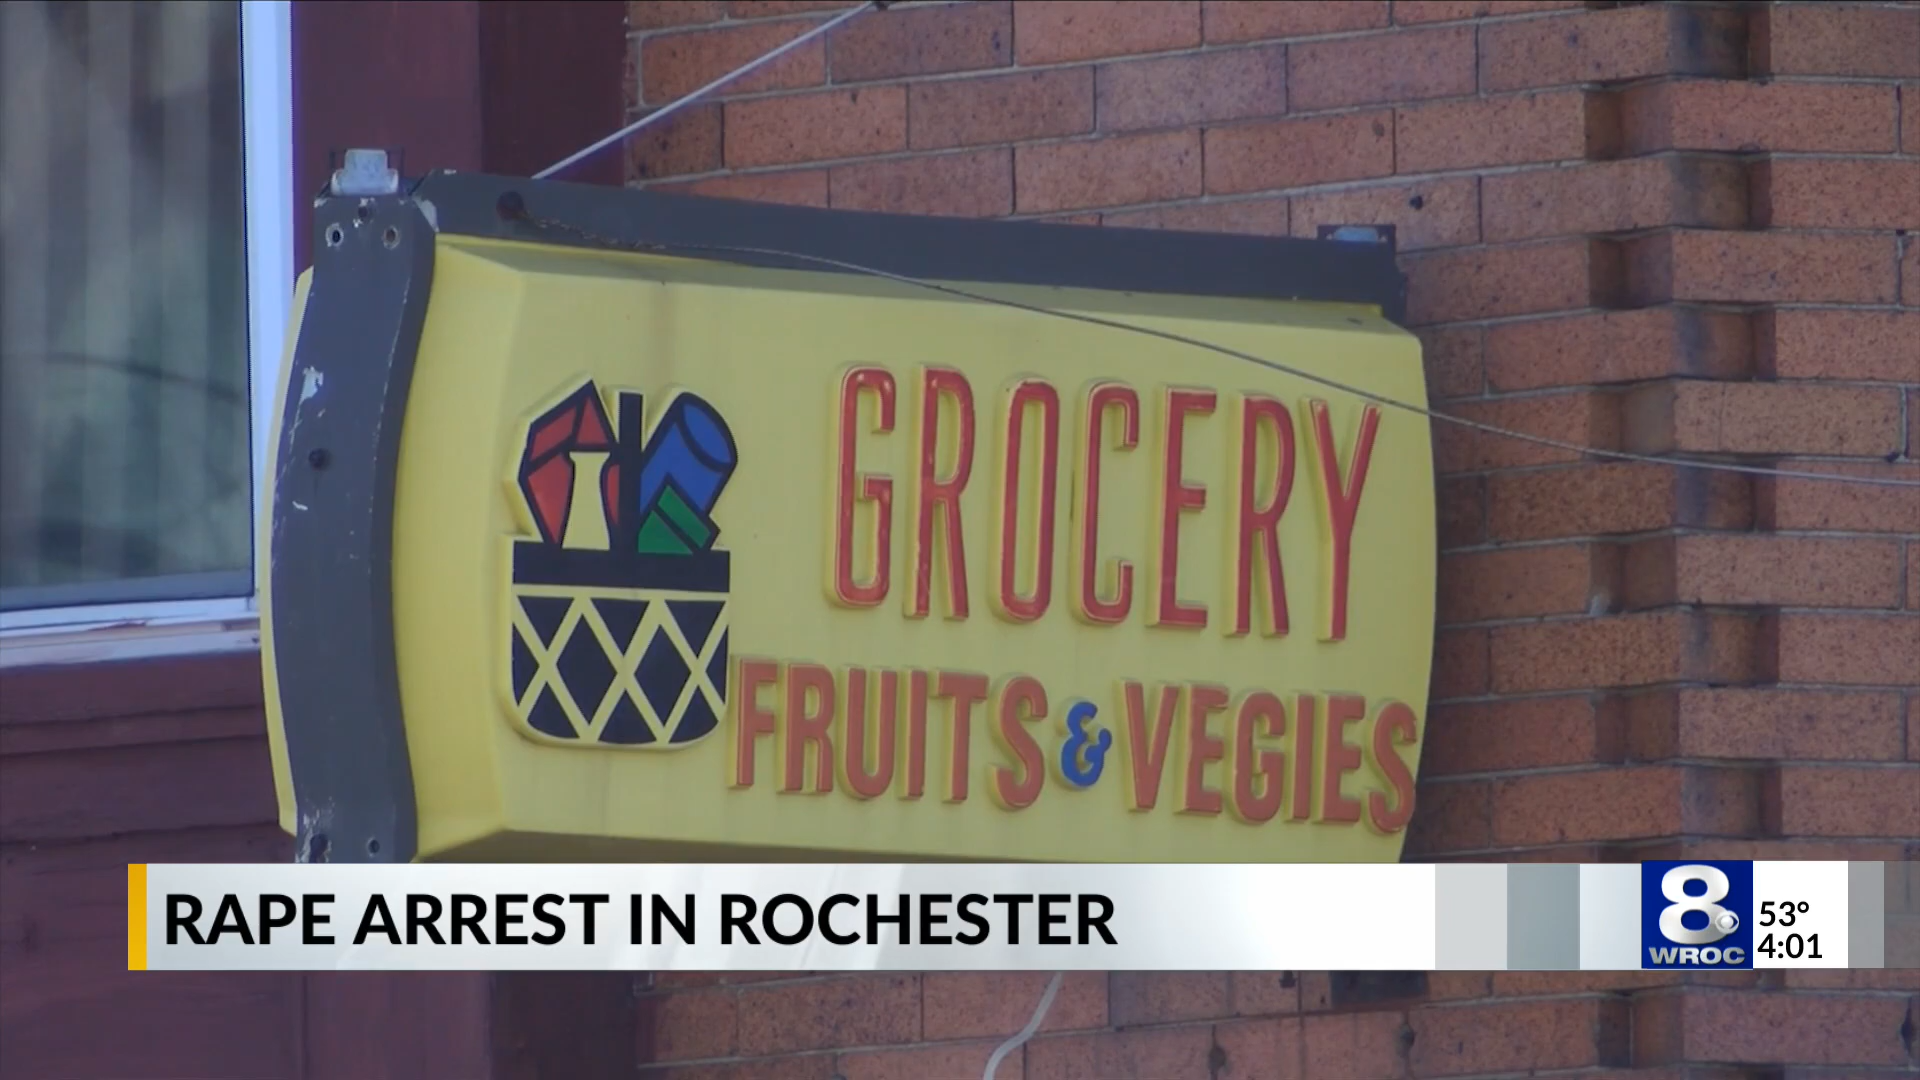 GROCERY
FRUITS & VEGIES
RAPE ARREST IN ROCHESTER
8
WROC
53°
4:01